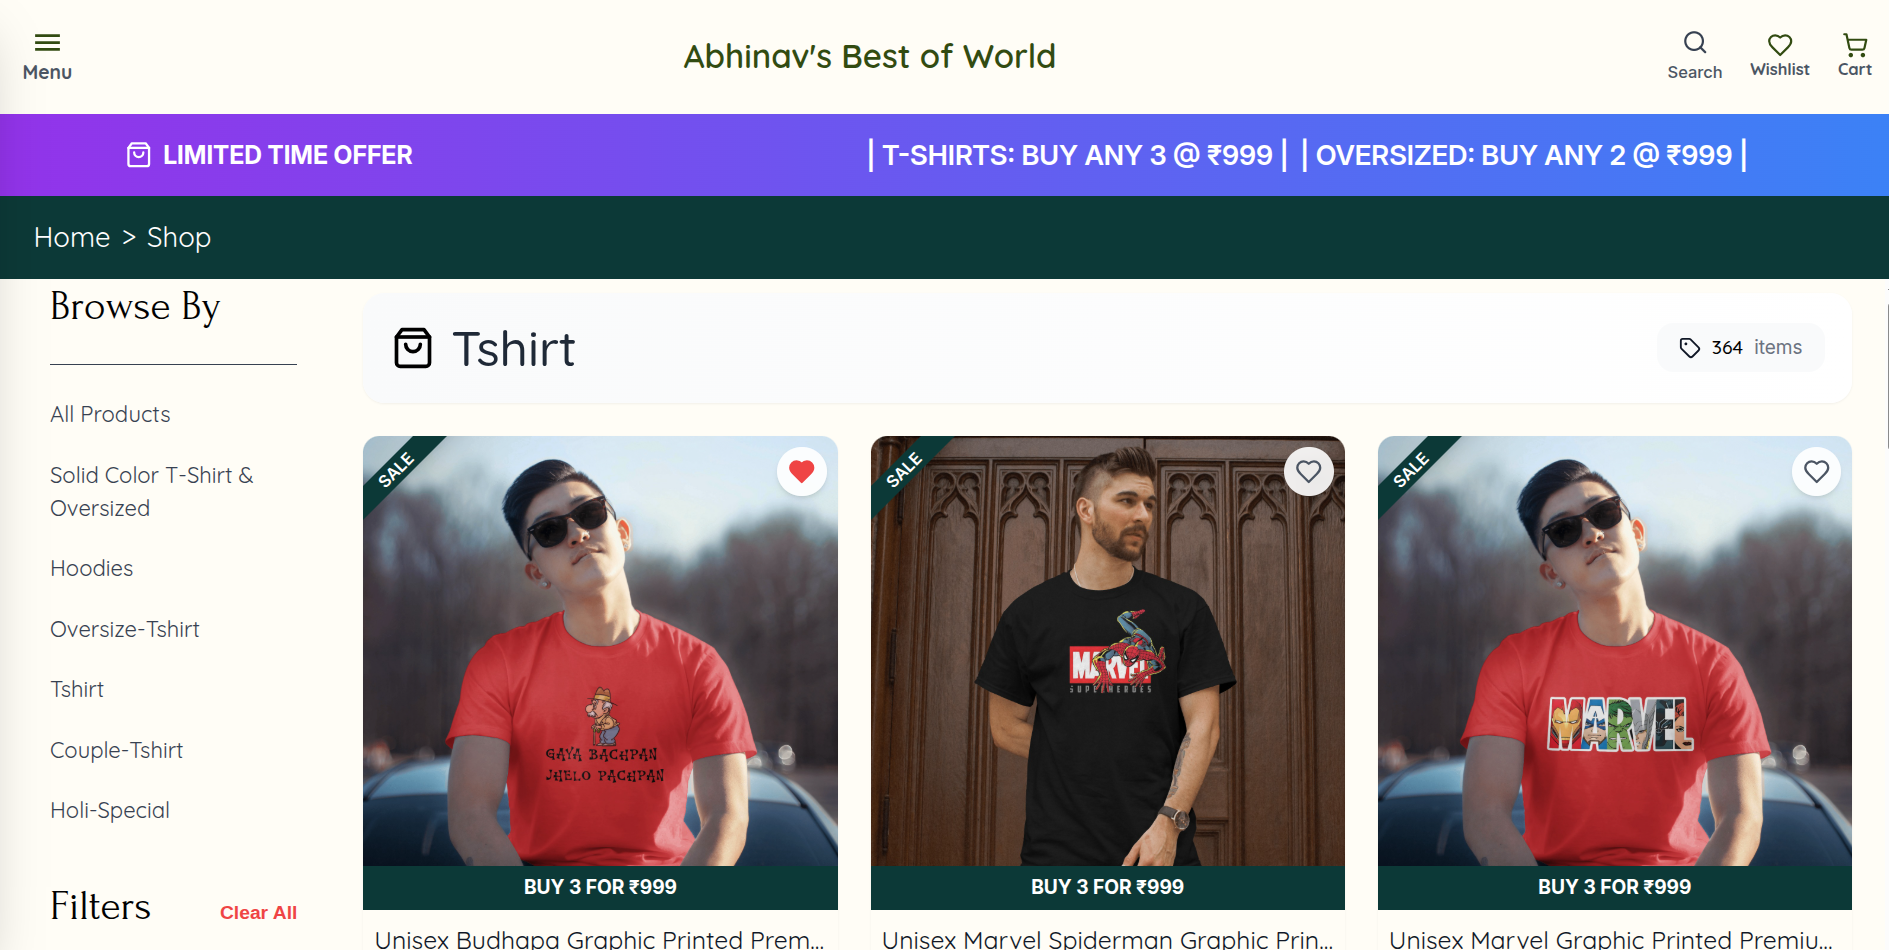 Menu
Abhinav's Best of World
Search
Wishlist
Cart
LIMITED TIME OFFER
| T-SHIRTS: BUY ANY 3 @ ₹999 | | OVERSIZED: BUY ANY 2 @ ₹999 |
Home > Shop
Browse By
All Products
Solid Color T-Shirt &
Oversized
Hoodies
Oversize-Tshirt
Tshirt
Couple-Tshirt
Holi-Special
Filters
Clear All
Tshirt
364 items
SALE
GAYA BACHPAN
JHELO PACHPAN
BUY 3 FOR ₹999
Unisex Budhapa Graphic Printed Prem...
SALE
MARVEL
SUPERHEROES
BUY 3 FOR ₹999
Unisex Marvel Spiderman Graphic Prin...
SALE
MARVEL
BUY 3 FOR ₹999
Unisex Marvel Graphic Printed Premiu...